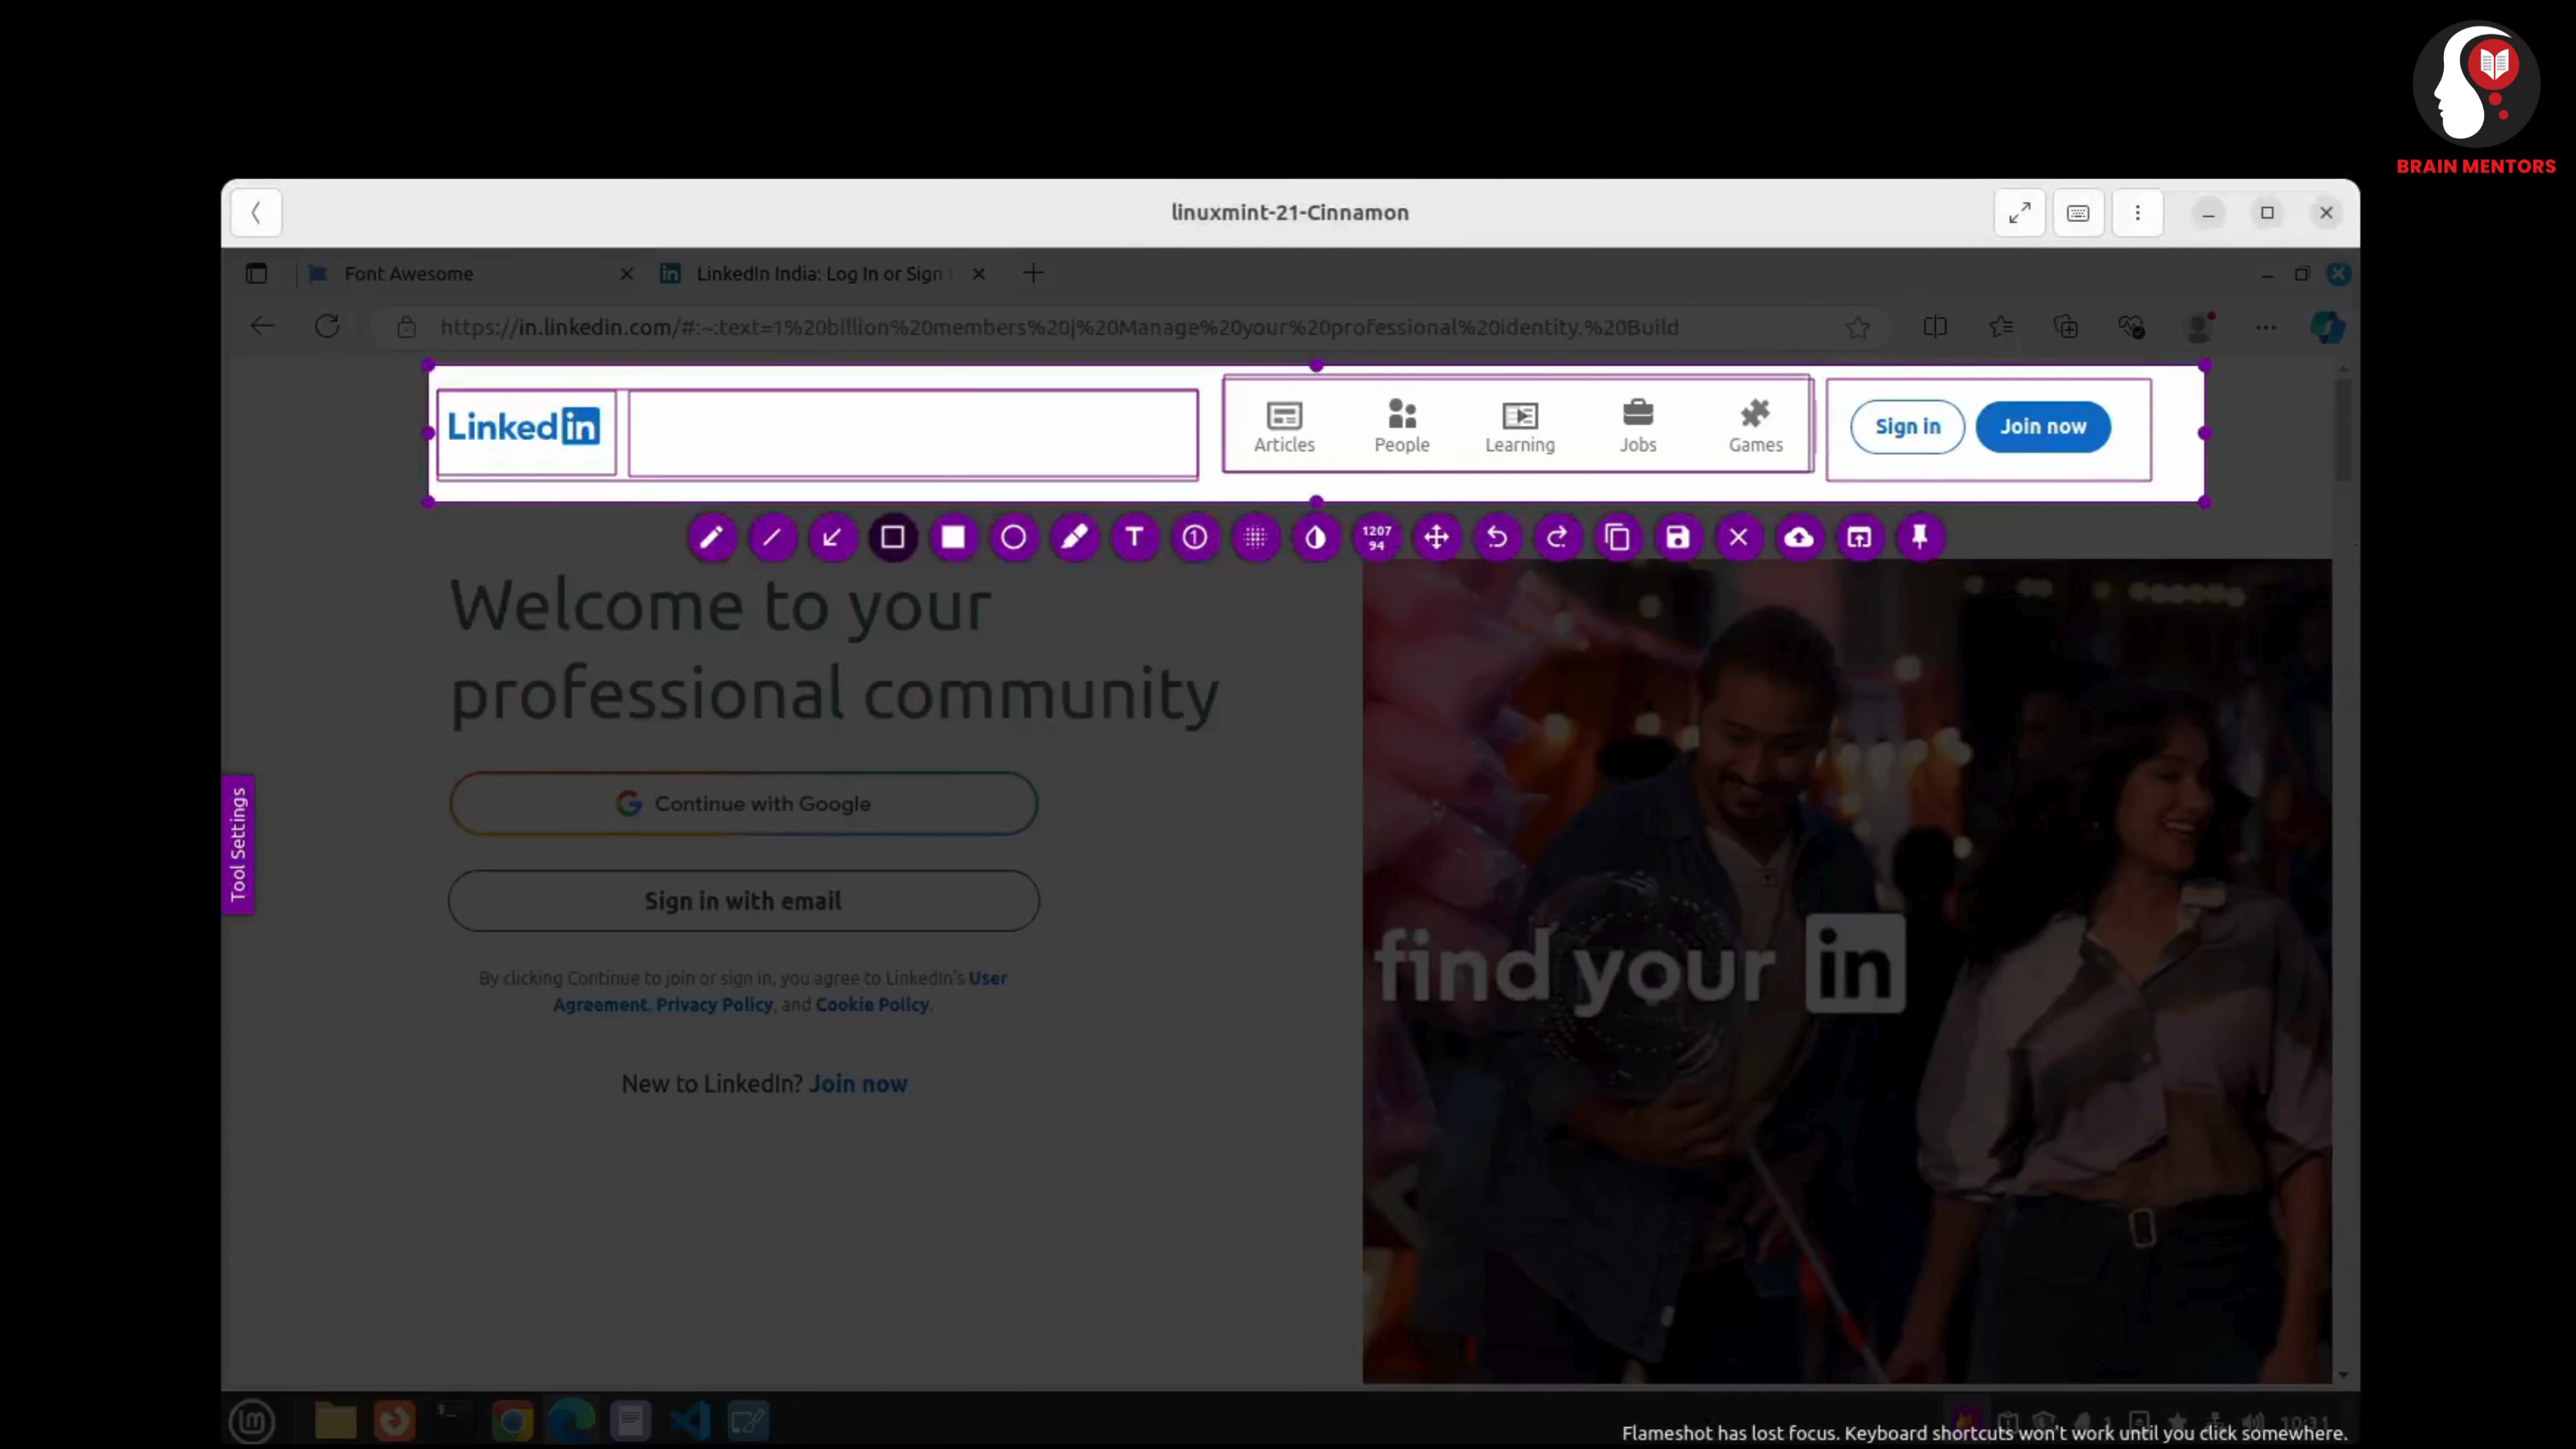 BRAIN MENTORS
linuxmint-21-Cinnamon
Font Awesome
LinkedIn India: Log In or Sign
https://in.linkedin.com/#:~:text=1%20billion%20members%20|%20Manage%20your%20professional%20identity.%20Build
Linkedin
Articles
People
Learning
Jobs
Games
Sign in
Join now
T
1
1207
94
Welcome to your
professional community
Continue with Google
Sign in with email
By clicking Continue to join or sign in, you agree to LinkedIn's User
Agreement, Privacy Policy, and Cookie Policy.
New to LinkedIn? Join now
find your in
Tool Settings
10:31
Flameshot has lost focus. Keyboard shortcuts won't work until you click somewhere.